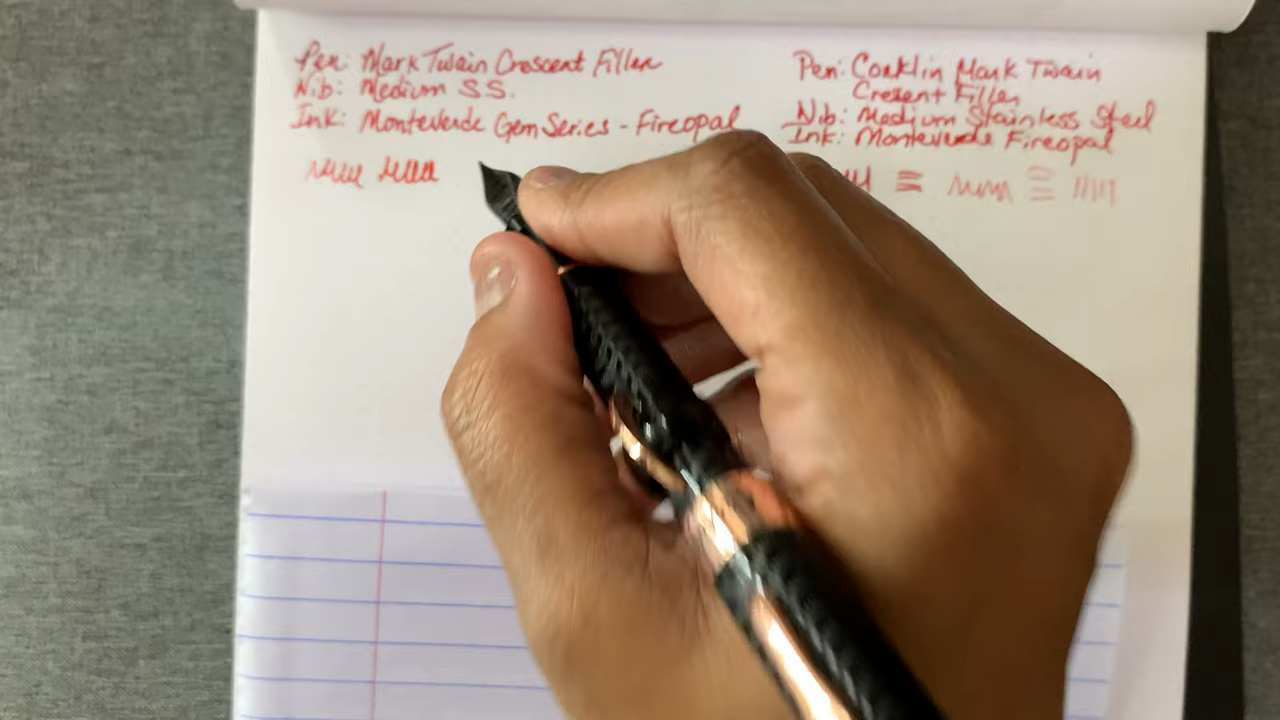 Pen: Mark Twain Crescent Filler
Nib: Medium SS.
Ink: Monteverde Gem Series - Fireopal
Pen: Conklin Mark Twain
Cresent Filler
Nib: Medium Stainless Steel
Ink: Monteverde Fireopal